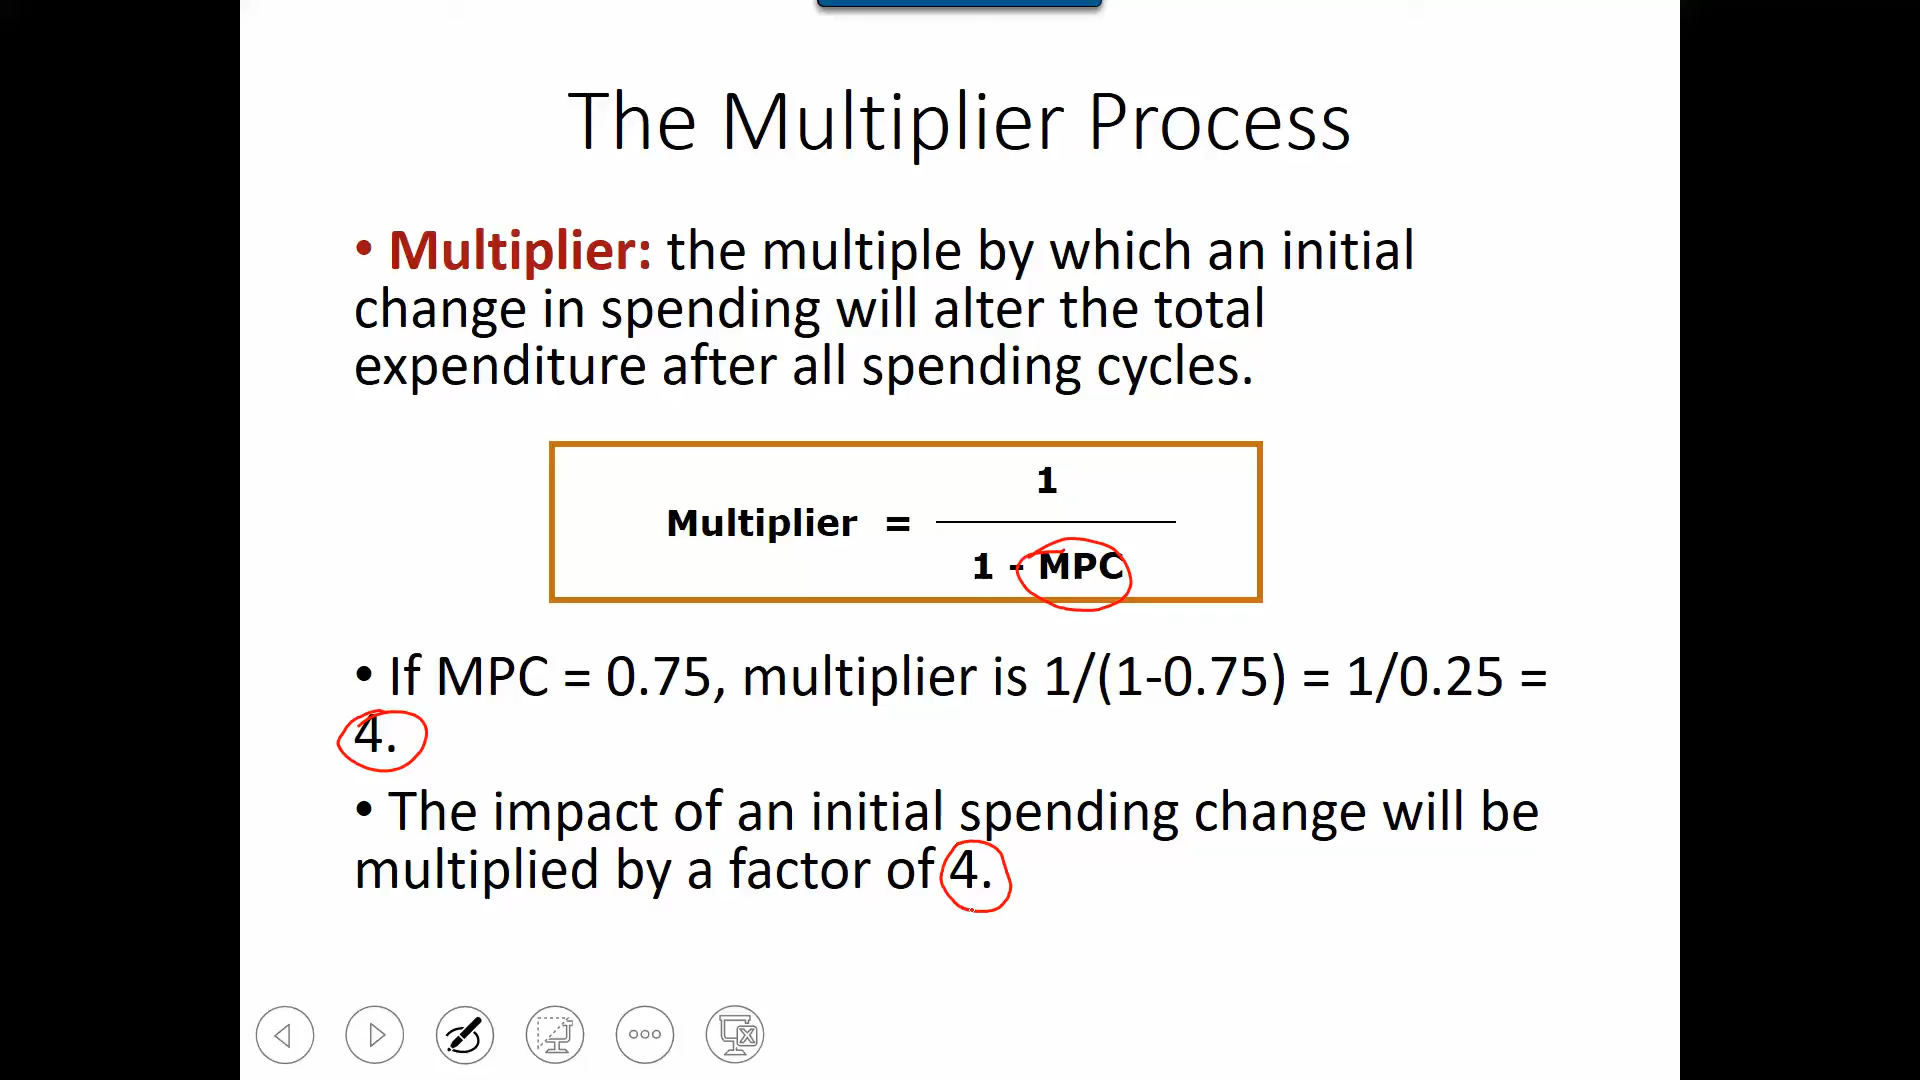 The Multiplier Process
• Multiplier: the multiple by which an initial
change in spending will alter the total
expenditure after all spending cycles.
1
Multiplier =
1 - MPC
• If MPC = 0.75, multiplier is 1/(1-0.75) = 1/0.25 =
4.
• The impact of an initial spending change will be
multiplied by a factor of 4.